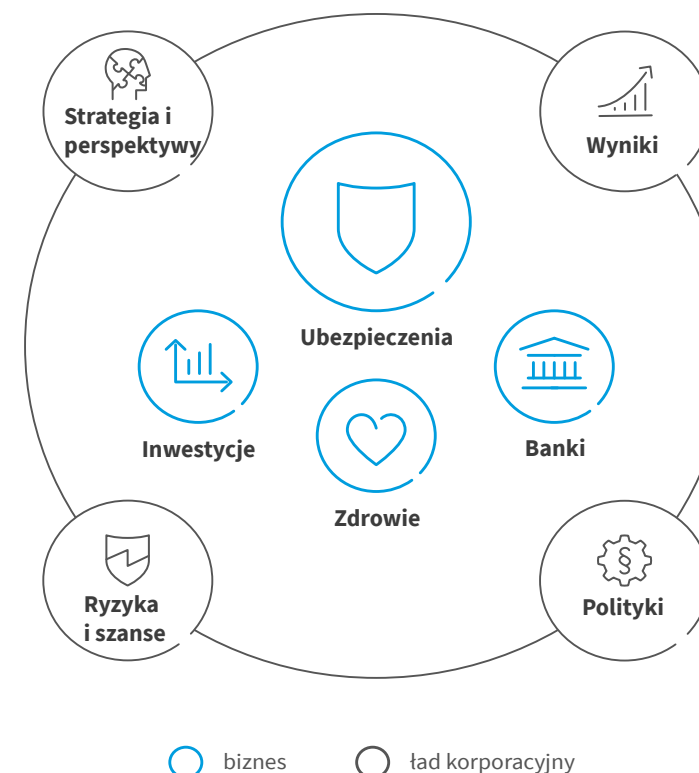 Strategia i
perspektywy
Wyniki
Ubezpieczenia
Inwestycje
Banki
Zdrowie
Ryzyka
i szanse
§
Polityki
biznes
ład korporacyjny